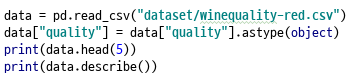 data = pd.read_csv("dataset/winequality-red.csv")
data["quality"] = data["quality"].astype(object)
print(data.head(5))
print(data.describe())